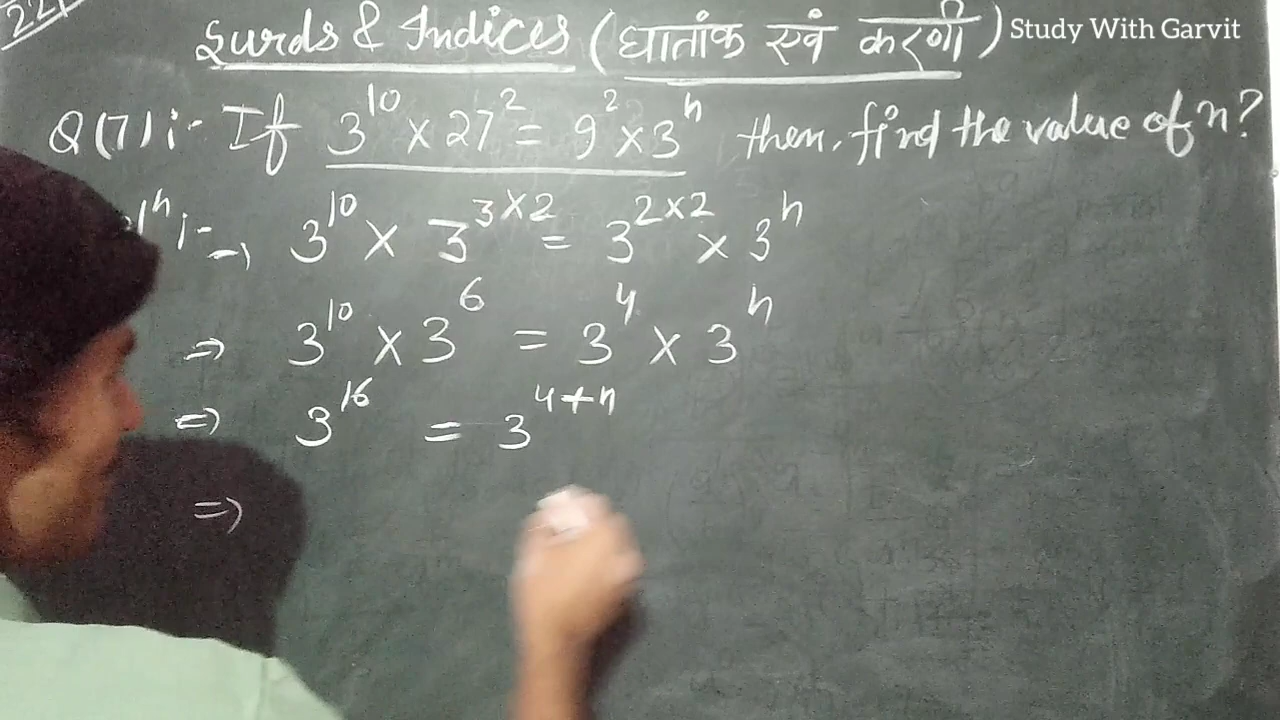 Surds & Indices (घातांक एवं करणी)
Study With Garvit
Q(7):- If 3^10 × 27^2 = 9^2 × 3^n then, find the value of n?
:- ⇒ 3^10 × 3^3×2 = 3^2×2 × 3^n
⇒ 3^10 × 3^6 = 3^4 × 3^n
⇒ 3^16 = 3^4+n
⇒